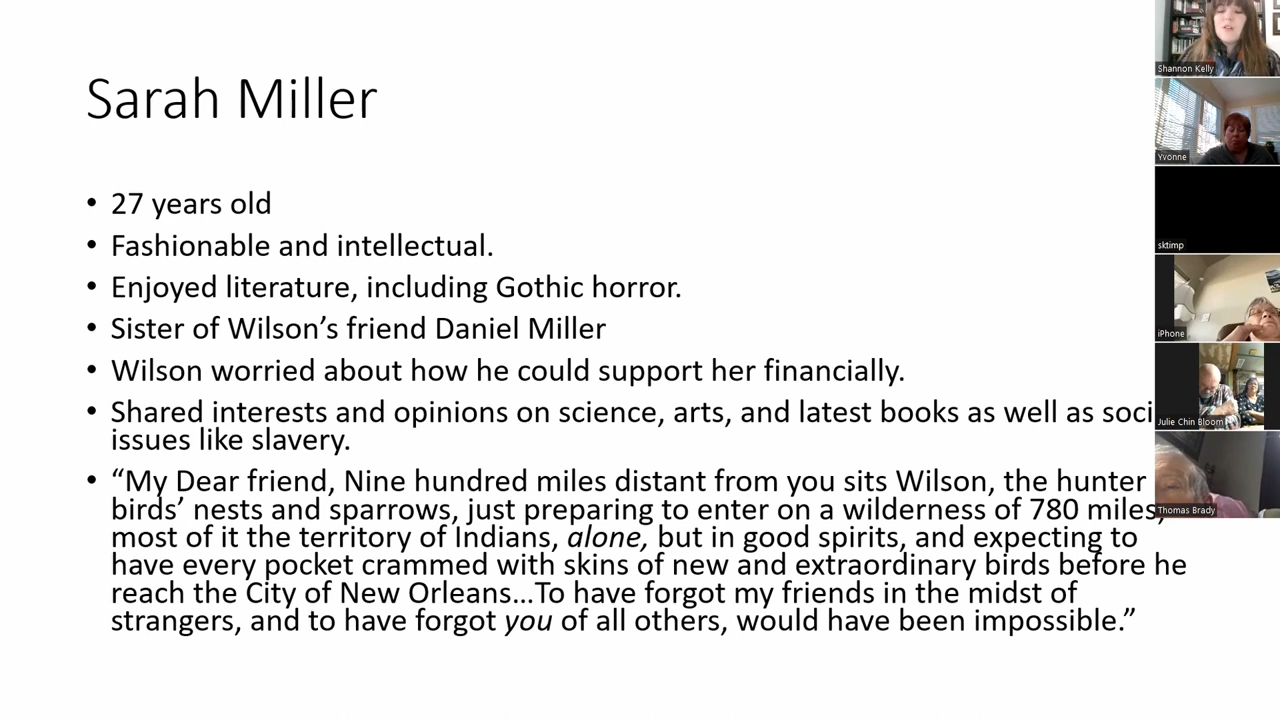 Sarah Miller
• 27 years old
• Fashionable and intellectual.
• Enjoyed literature, including Gothic horror.
• Sister of Wilson’s friend Daniel Miller
• Wilson worried about how he could support her financially.
• Shared interests and opinions on science, arts, and latest books as well as soci
issues like slavery.
• “My Dear friend, Nine hundred miles distant from you sits Wilson, the hunter
birds’ nests and sparrows, just preparing to enter on a wilderness of 780 miles,
most of it the territory of Indians, alone, but in good spirits, and expecting to
have every pocket crammed with skins of new and extraordinary birds before he
reach the City of New Orleans…To have forgot my friends in the midst of
strangers, and to have forgot you of all others, would have been impossible.”
Shannon Kelly
Yvonne
sktimp
iPhone
Julie Chin Bloom
Thomas Brady